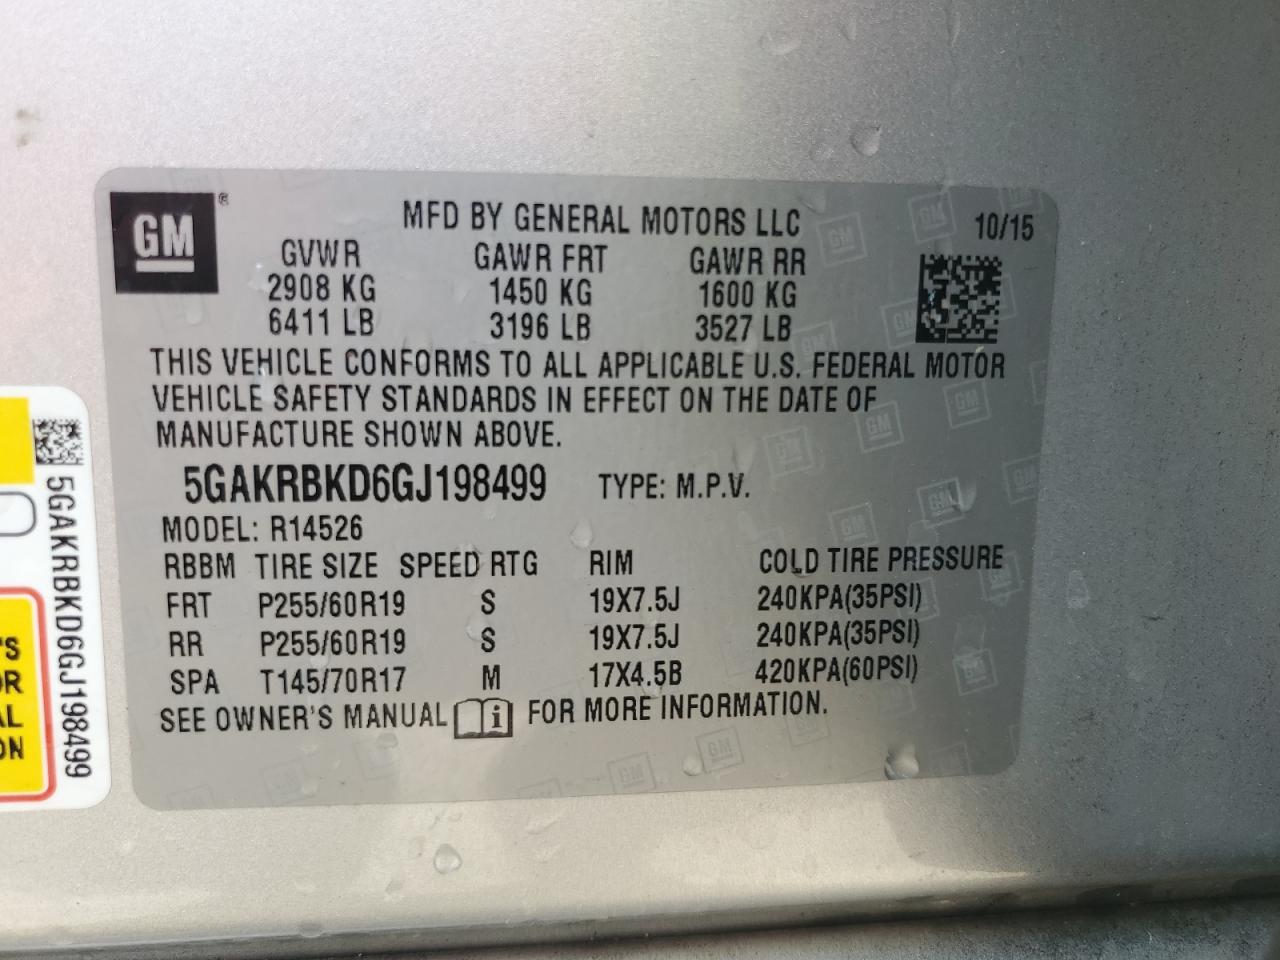 GM®
MFD BY GENERAL MOTORS LLC 10/15
GVWR GAWR FRT GAWR RR
2908 KG 1450 KG 1600 KG
6411 LB 3196 LB 3527 LB
THIS VEHICLE CONFORMS TO ALL APPLICABLE U.S. FEDERAL MOTOR
VEHICLE SAFETY STANDARDS IN EFFECT ON THE DATE OF
MANUFACTURE SHOWN ABOVE.
5GAKRBKD6GJ198499 TYPE: M.P.V.
MODEL: R14526
RBBM TIRE SIZE SPEED RTG RIM COLD TIRE PRESSURE
FRT P255/60R19 S 19X7.5J 240KPA(35PSI)
RR P255/60R19 S 19X7.5J 240KPA(35PSI)
SPA T145/70R17 M 17X4.5B 420KPA(60PSI)
SEE OWNER'S MANUAL i FOR MORE INFORMATION.
5GAKRBKD6GJ198499